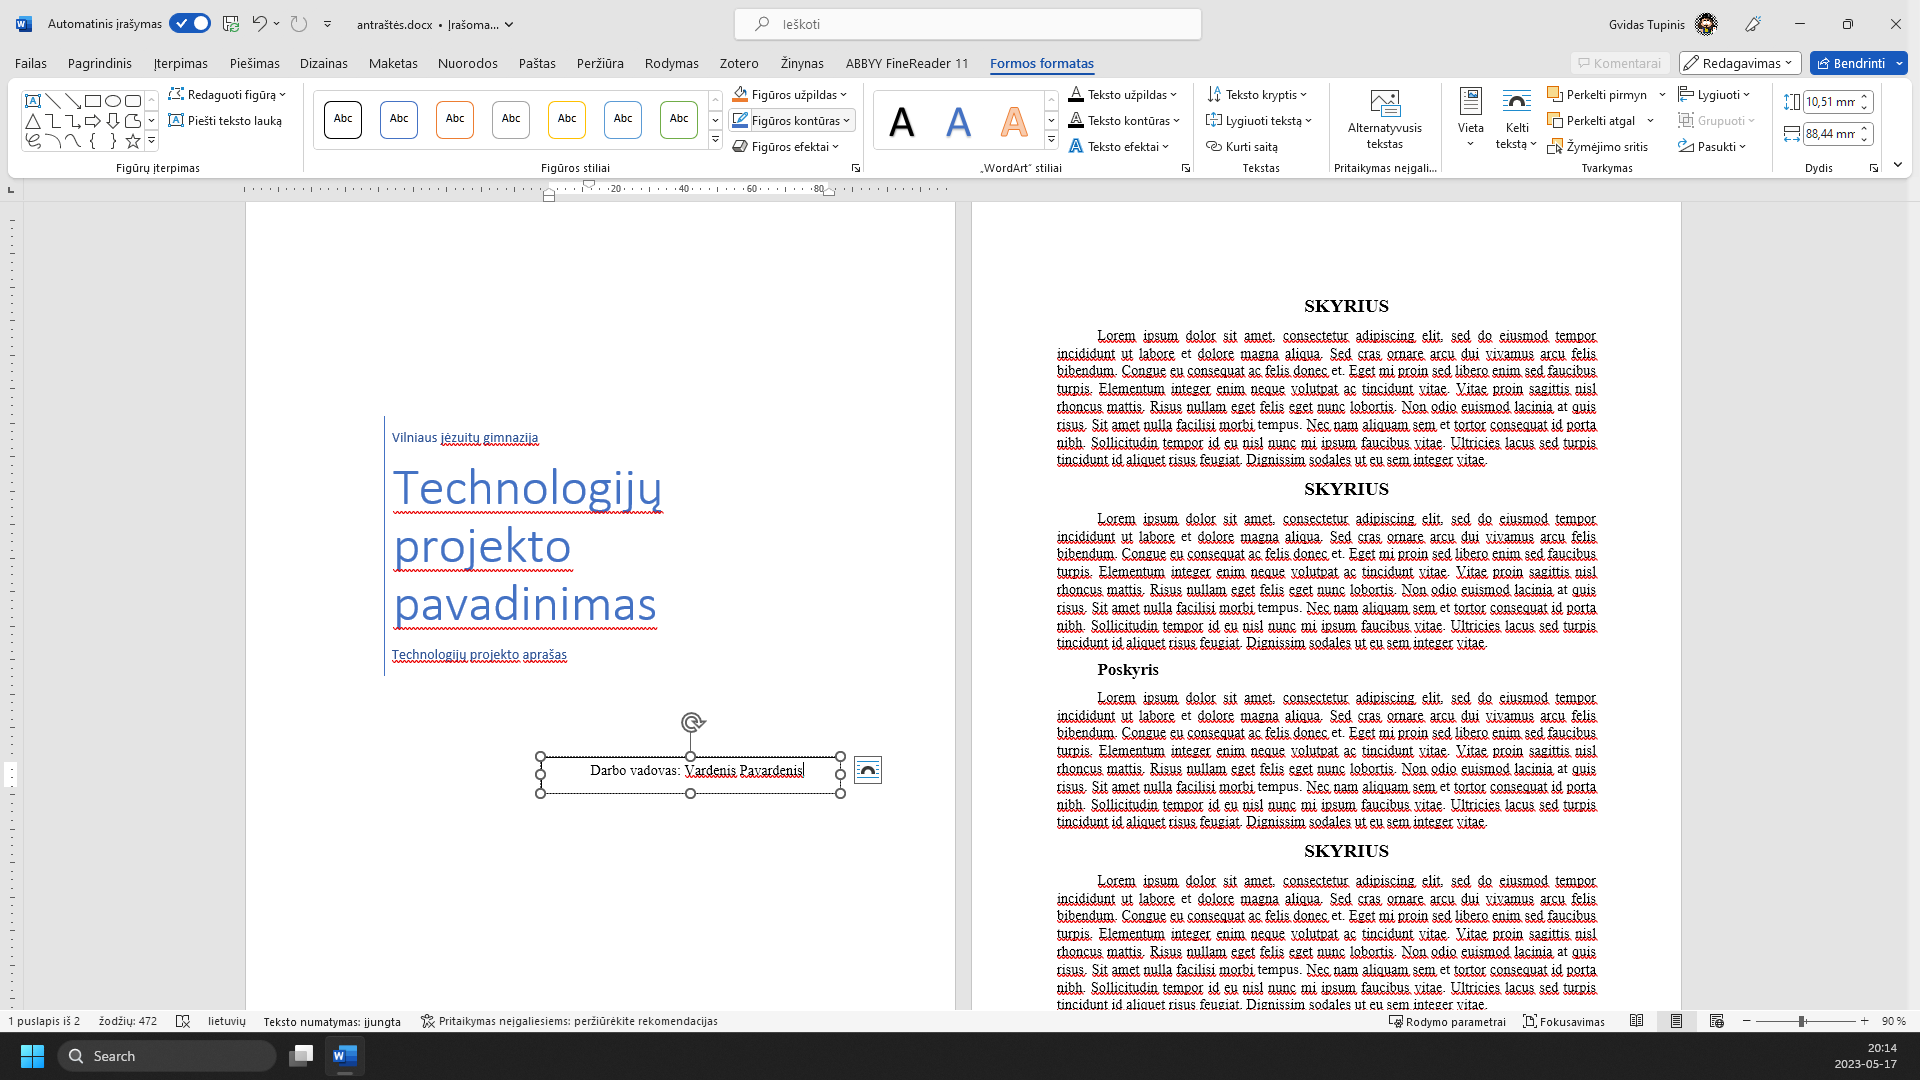 Automatinis įrašymas
antraštės.docx • Įrašoma...
Ieškoti
Gvidas Tupinis
Failas Pagrindinis Įterpimas Piešimas Dizainas Maketas Nuorodos Paštas Peržiūra Rodymas Zotero Žinynas ABBYY FineReader 11 Formos formatas
Komentarai Redagavimas Bendrinti
Redaguoti figūrą
Piešti teksto lauką
Figūrų įterpimas
Abc Abc Abc Abc Abc Abc Abc
Figūros užpildas
Figūros kontūras
Figūros efektai
Figūros stiliai
A A A
Teksto užpildas
Teksto kontūras
Teksto efektai
„WordArt“ stiliai
Teksto kryptis
Lygiuoti tekstą
Kurti saitą
Tekstas
Alternatyvusis
tekstas
Pritaikymas neįgali...
Vieta
Kelti
tekstą
Perkelti pirmyn
Perkelti atgal
Žymėjimo sritis
Lygiuoti
Grupuoti
Pasukti
Tvarkymas
10,51 mm
88,44 mm
Dydis
20 40 60 80
Vilniaus jėzuitų gimnazija
Technologijų
projekto
pavadinimas
Technologijų projekto aprašas
Darbo vadovas: Vardenis Pavardenis
SKYRIUS
Lorem ipsum dolor sit amet, consectetur adipiscing elit, sed do eiusmod tempor
incididunt ut labore et dolore magna aliqua. Sed cras ornare arcu dui vivamus arcu felis
bibendum. Congue eu consequat ac felis donec et. Eget mi proin sed libero enim sed faucibus
turpis. Elementum integer enim neque volutpat ac tincidunt vitae. Vitae proin sagittis nisl
rhoncus mattis. Risus nullam eget felis eget nunc lobortis. Non odio euismod lacinia at quis
risus. Sit amet nulla facilisi morbi tempus. Nec nam aliquam sem et tortor consequat id porta
nibh. Sollicitudin tempor id eu nisl nunc mi ipsum faucibus vitae. Ultricies lacus sed turpis
tincidunt id aliquet risus feugiat. Dignissim sodales ut eu sem integer vitae.
SKYRIUS
Lorem ipsum dolor sit amet, consectetur adipiscing elit, sed do eiusmod tempor
incididunt ut labore et dolore magna aliqua. Sed cras ornare arcu dui vivamus arcu felis
bibendum. Congue eu consequat ac felis donec et. Eget mi proin sed libero enim sed faucibus
turpis. Elementum integer enim neque volutpat ac tincidunt vitae. Vitae proin sagittis nisl
rhoncus mattis. Risus nullam eget felis eget nunc lobortis. Non odio euismod lacinia at quis
risus. Sit amet nulla facilisi morbi tempus. Nec nam aliquam sem et tortor consequat id porta
nibh. Sollicitudin tempor id eu nisl nunc mi ipsum faucibus vitae. Ultricies lacus sed turpis
tincidunt id aliquet risus feugiat. Dignissim sodales ut eu sem integer vitae.
Poskyris
Lorem ipsum dolor sit amet, consectetur adipiscing elit, sed do eiusmod tempor
incididunt ut labore et dolore magna aliqua. Sed cras ornare arcu dui vivamus arcu felis
bibendum. Congue eu consequat ac felis donec et. Eget mi proin sed libero enim sed faucibus
turpis. Elementum integer enim neque volutpat ac tincidunt vitae. Vitae proin sagittis nisl
rhoncus mattis. Risus nullam eget felis eget nunc lobortis. Non odio euismod lacinia at quis
risus. Sit amet nulla facilisi morbi tempus. Nec nam aliquam sem et tortor consequat id porta
nibh. Sollicitudin tempor id eu nisl nunc mi ipsum faucibus vitae. Ultricies lacus sed turpis
tincidunt id aliquet risus feugiat. Dignissim sodales ut eu sem integer vitae.
SKYRIUS
Lorem ipsum dolor sit amet, consectetur adipiscing elit, sed do eiusmod tempor
incididunt ut labore et dolore magna aliqua. Sed cras ornare arcu dui vivamus arcu felis
bibendum. Congue eu consequat ac felis donec et. Eget mi proin sed libero enim sed faucibus
turpis. Elementum integer enim neque volutpat ac tincidunt vitae. Vitae proin sagittis nisl
rhoncus mattis. Risus nullam eget felis eget nunc lobortis. Non odio euismod lacinia at quis
risus. Sit amet nulla facilisi morbi tempus. Nec nam aliquam sem et tortor consequat id porta
nibh. Sollicitudin tempor id eu nisl nunc mi ipsum faucibus vitae. Ultricies lacus sed turpis
tincidunt id aliquet risus feugiat. Dignissim sodales ut eu sem integer vitae.
1 puslapis iš 2 žodžių: 472 lietuvių Teksto numatymas: įjungta Pritaikymas neįgaliesiems: peržiūrėkite rekomendacijas
Rodymo parametrai Fokusavimas 90 %
Search
20:14
2023-05-17